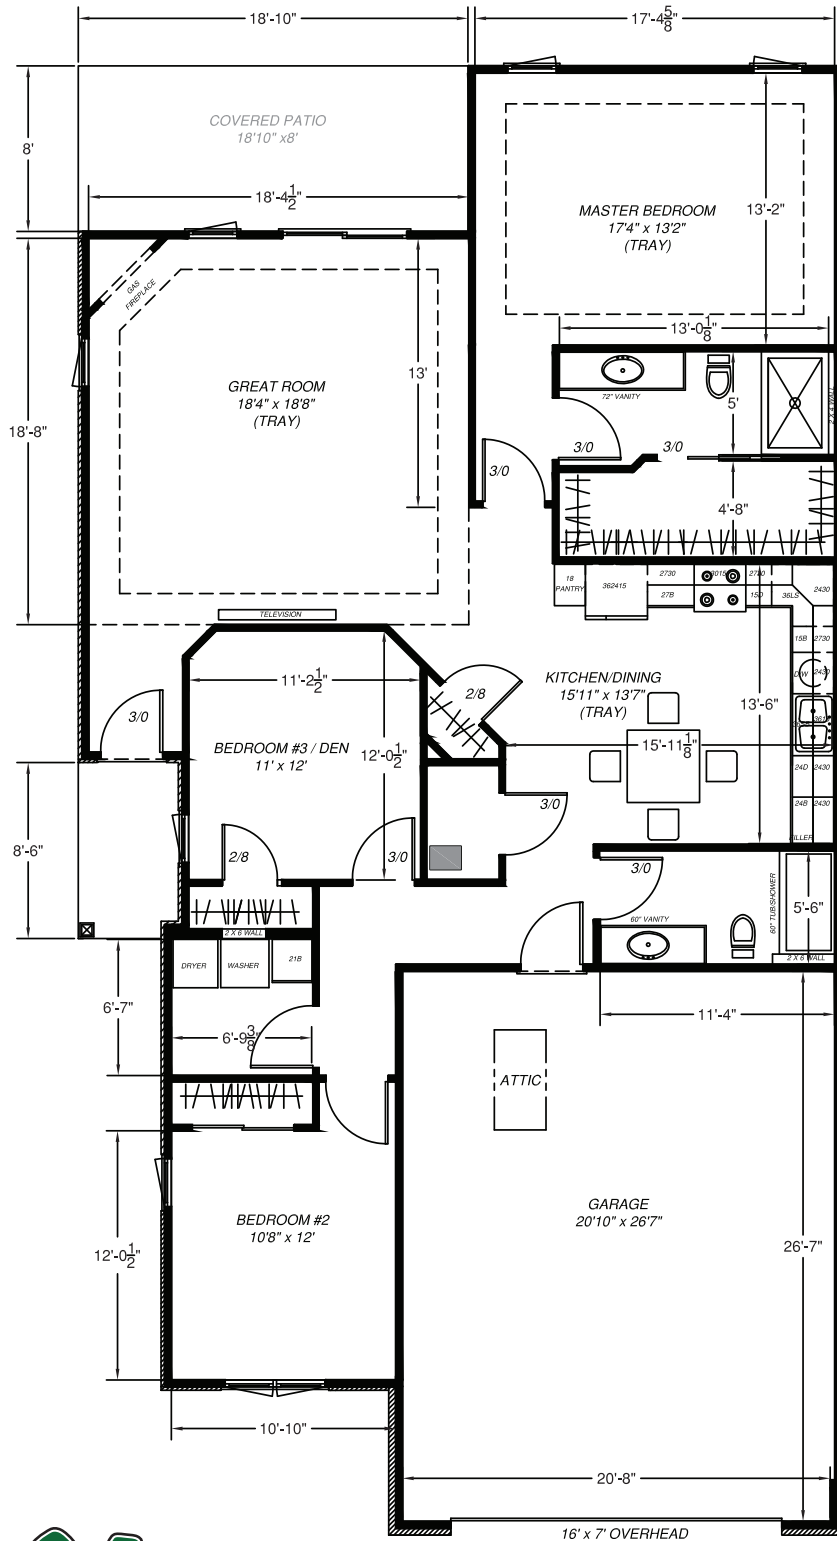 18'-10"
17'-4 5/8"
COVERED PATIO
18'10" x8'
8'
18'-4 1/2"
MASTER BEDROOM
17'4" x 13'2"
(TRAY)
13'-2"
GAS
FIREPLACE
13'-0 1/8"
GREAT ROOM
18'4" x 18'8"
(TRAY)
13'
18'-8"
72" VANITY
5'
2 X 4 WALL
3/0
3/0
3/0
4'-8"
18
PANTRY
362415
2730
27B
2730
15D
36LS
2430
TELEVISION
15B
2730
D/W
2430
KITCHEN/DINING
15'11" x 13'7"
(TRAY)
13'-6"
11'-2 1/2"
2/8
3/0
BEDROOM #3 / DEN
11' x 12'
12'-0 1/2"
15'-11 1/8"
24D
2430
24B
2430
FILLER
3/0
8'-6"
2/8
3/0
3/0
60" VANITY
60" TUB/SHOWER
5'-6"
2 X 6 WALL
2 X 6 WALL
DRYER
WASHER
21B
6'-7"
6'-9 3/8"
11'-4"
ATTIC
BEDROOM #2
10'8" x 12'
GARAGE
20'10" x 26'7"
12'-0 1/2"
26'-7"
10'-10"
20'-8"
16' x 7' OVERHEAD